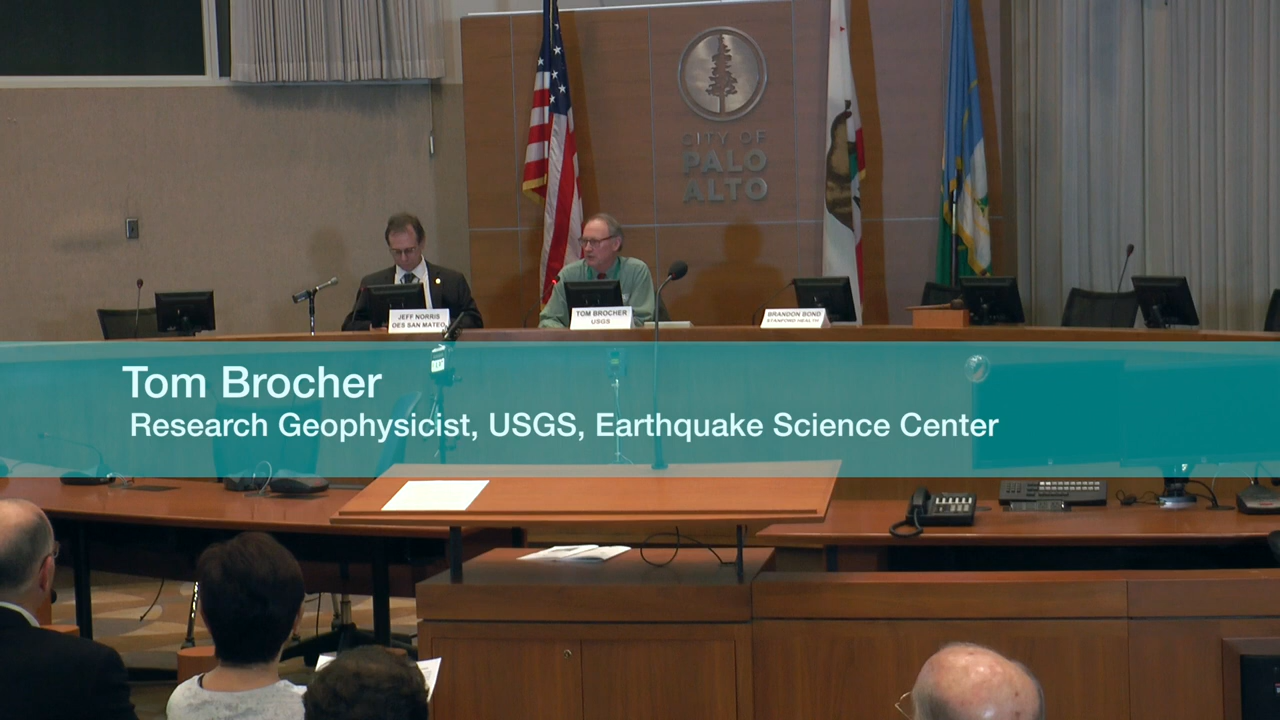 CITY OF
PALO
ALTO
JEFF NORRIS
OES SAN MATEO
TOM BROCHER
USGS
BRANDON BOND
STANFORD HEALTH
Tom Brocher
Research Geophysicist, USGS, Earthquake Science Center